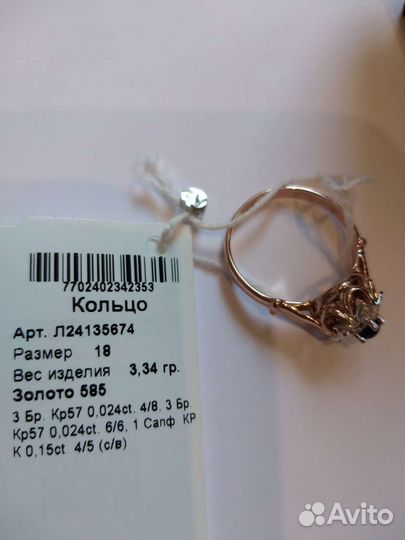 7702402342353
Кольцо
Арт. Л24135674
Размер 18
Вес изделия 3,34 гр.
Золото 585
3 Бр. Кр57 0,024ct. 4/8, 3 Бр.
Кр57 0,024ct. 6/6, 1 Сапф. КР
К 0,15ct 4/5 (с/в)
Avito